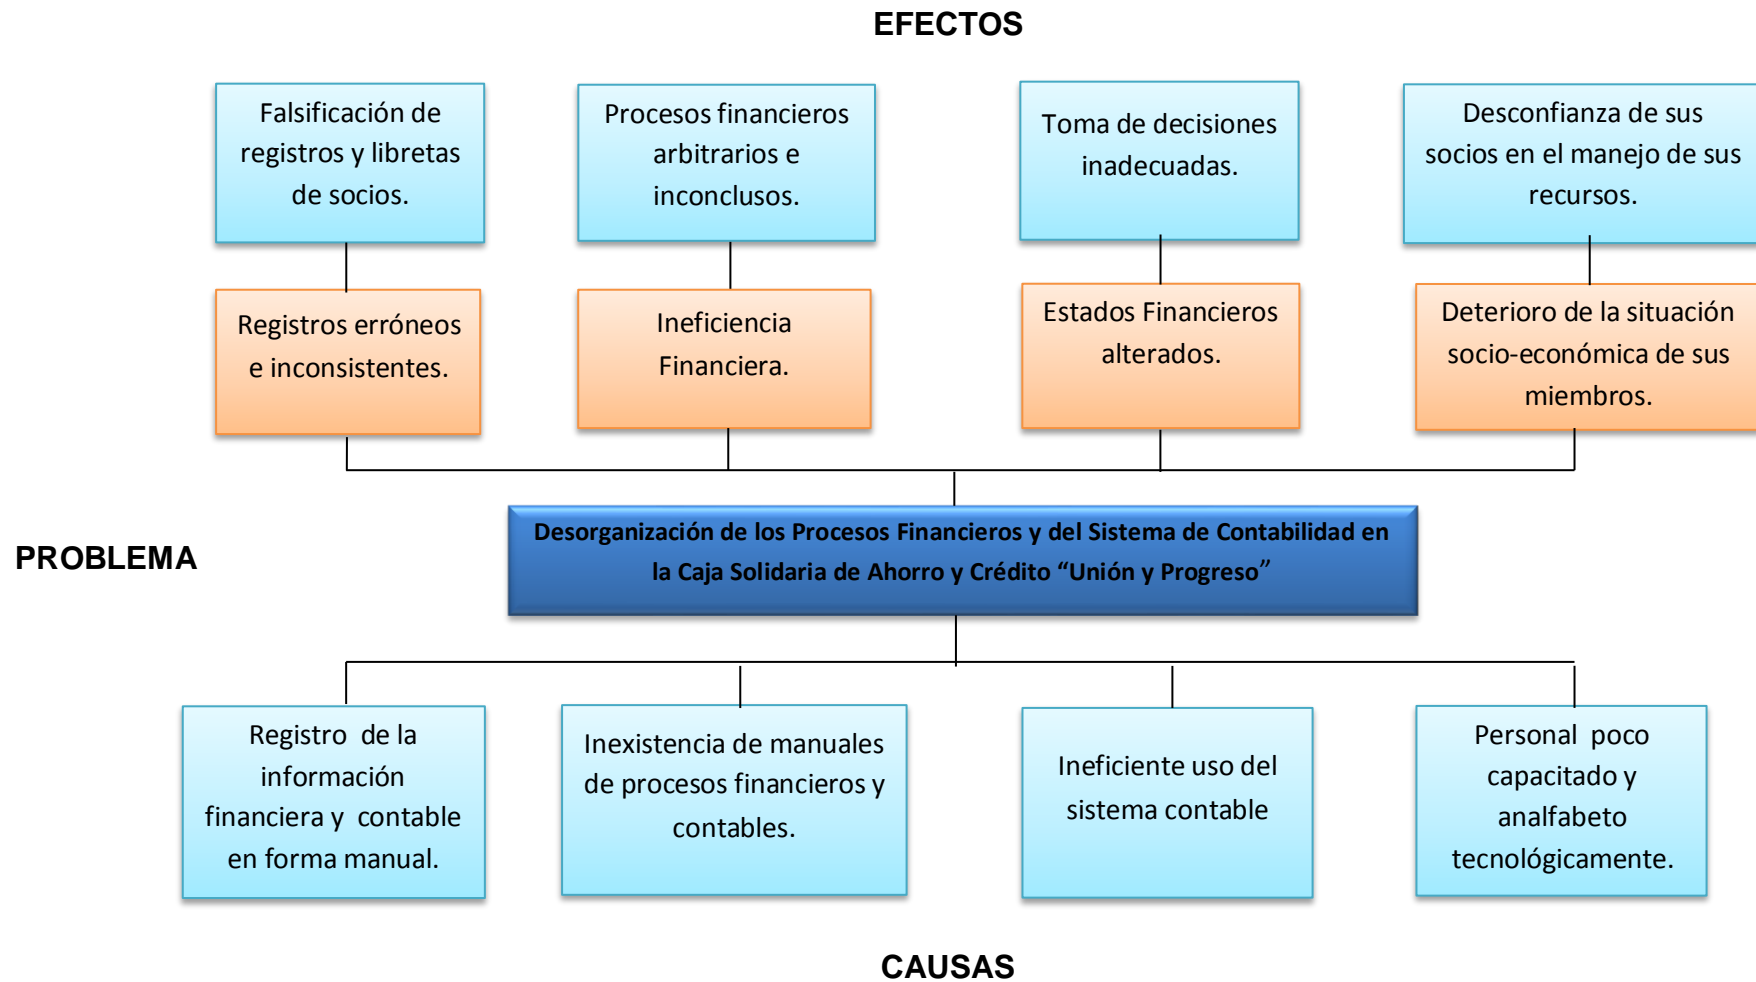 EFECTOS
Falsificación de
registros y libretas
de socios.
Procesos financieros
arbitrarios e
inconclusos.
Toma de decisiones
inadecuadas.
Desconfianza de sus
socios en el manejo de sus
recursos.
Registros erróneos
e inconsistentes.
Ineficiencia
Financiera.
Estados Financieros
alterados.
Deterioro de la situación
socio-económica de sus
miembros.
PROBLEMA
Desorganización de los Procesos Financieros y del Sistema de Contabilidad en
la Caja Solidaria de Ahorro y Crédito “Unión y Progreso”
Registro de la
información
financiera y contable
en forma manual.
Inexistencia de manuales
de procesos financieros y
contables.
Ineficiente uso del
sistema contable
Personal poco
capacitado y
analfabeto
tecnológicamente.
CAUSAS